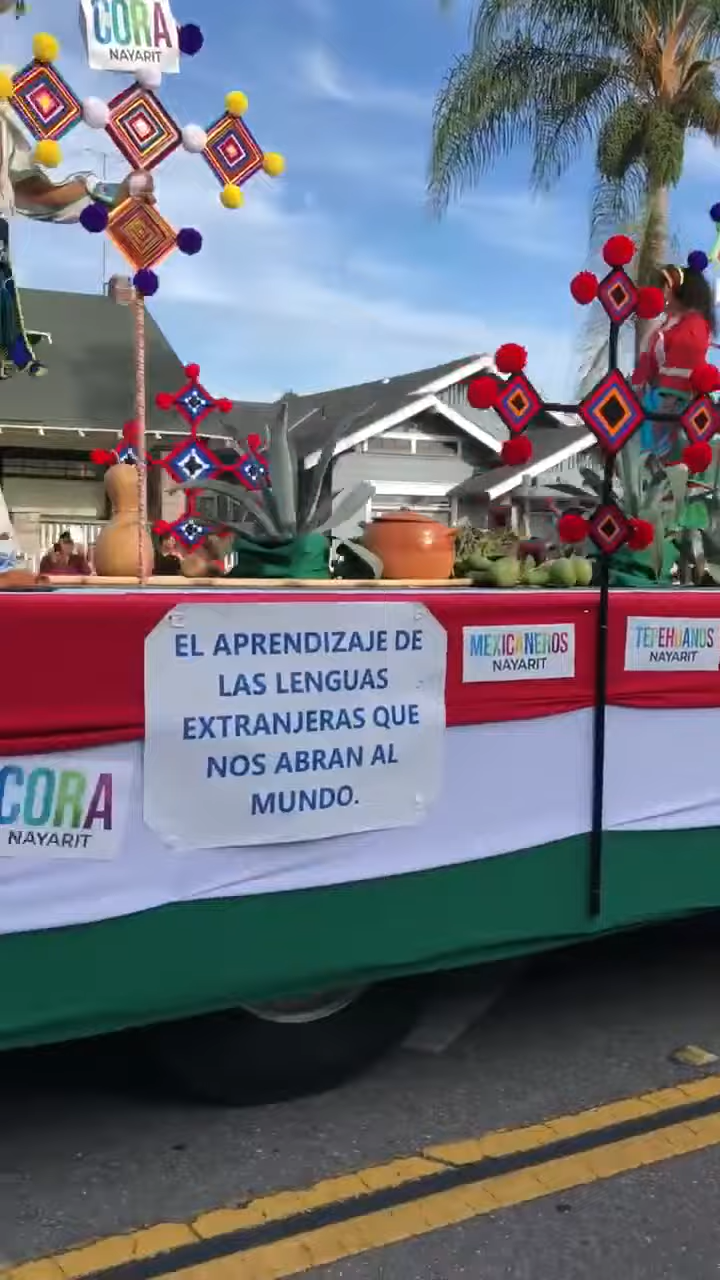 CORA
NAYARIT
EL APRENDIZAJE DE
LAS LENGUAS
EXTRANJERAS QUE
NOS ABRAN AL
MUNDO.
MEXICANEROS
NAYARIT
TEPEHUANOS
NAYARIT
CORA
NAYARIT